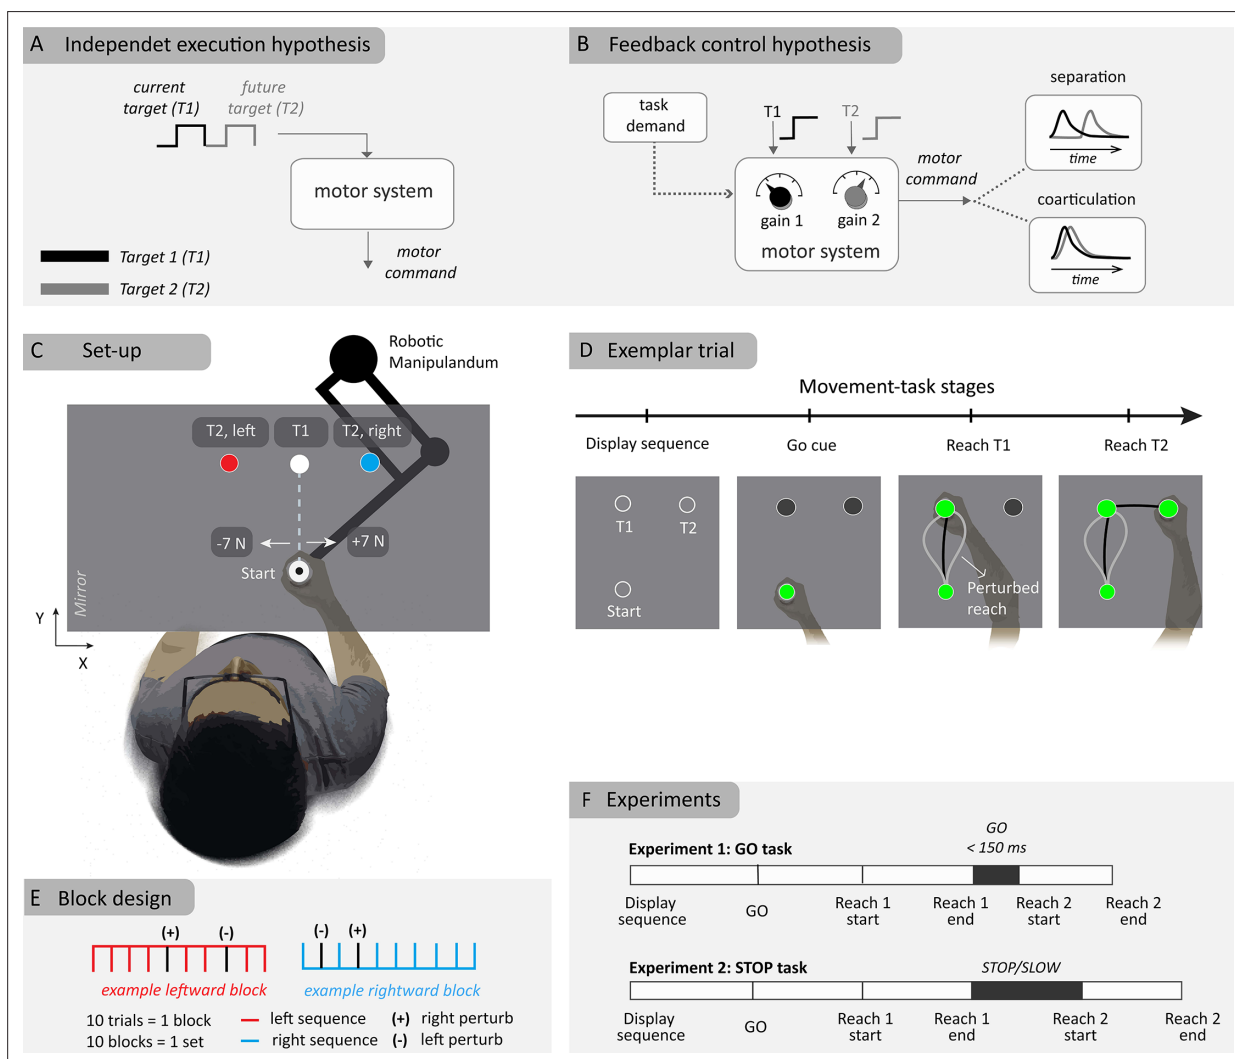 A Independet execution hypothesis
current
target (T1)
future
target (T2)
motor system
motor
command
Target 1 (T1)
Target 2 (T2)
B Feedback control hypothesis
task
demand
T1
T2
gain 1
gain 2
motor system
motor
command
separation
time
coarticulation
time
C Set-up
Robotic
Manipulandum
T2, left
T1
T2, right
-7 N
+7 N
Start
Mirror
Y
X
D Exemplar trial
Movement-task stages
Display sequence
Go cue
Reach T1
Reach T2
T1
T2
Start
Perturbed
reach
E Block design
(+)
(-)
(-)
(+)
example leftward block
example rightward block
10 trials = 1 block
left sequence
(+) right perturb
10 blocks = 1 set
right sequence
(-) left perturb
F Experiments
GO
< 150 ms
Experiment 1: GO task
Display
sequence
GO
Reach 1
start
Reach 1
end
Reach 2
start
Reach 2
end
Experiment 2: STOP task
STOP/SLOW
Display
sequence
GO
Reach 1
start
Reach 1
end
Reach 2
start
Reach 2
end